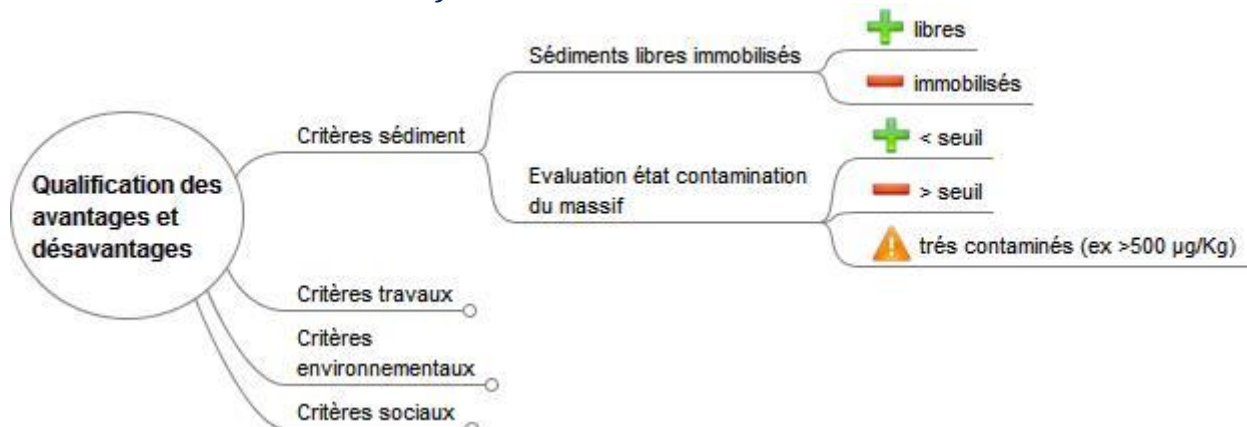 Qualification des
avantages et
désavantages
Critères sédiment
Sédiments libres immobilisés
libres
immobilisés
Evaluation état contamination
du massif
< seuil
> seuil
trés contaminés (ex >500 µg/Kg)
Critères travaux
Critères
environnementaux
Critères sociaux